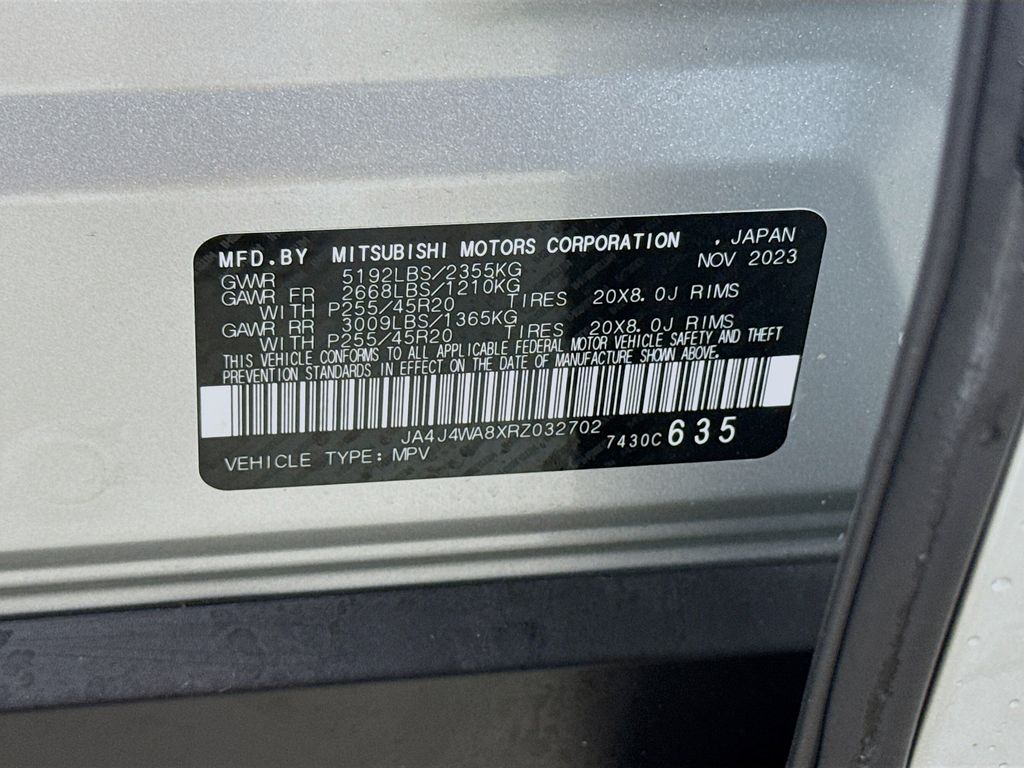 MFD.BY MITSUBISHI MOTORS CORPORATION , JAPAN
GVWR 5192LBS/2355KG NOV 2023
GAWR FR 2668LBS/1210KG
WITH P255/45R20 TIRES 20X8.0J RIMS
GAWR RR 3009LBS/1365KG
WITH P255/45R20 TIRES 20X8.0J RIMS
THIS VEHICLE CONFORMS TO ALL APPLICABLE FEDERAL MOTOR VEHICLE SAFETY AND THEFT
PREVENTION STANDARDS IN EFFECT ON THE DATE OF MANUFACTURE SHOWN ABOVE.
JA4J4WA8XRZ032702 7430C 635
VEHICLE TYPE: MPV